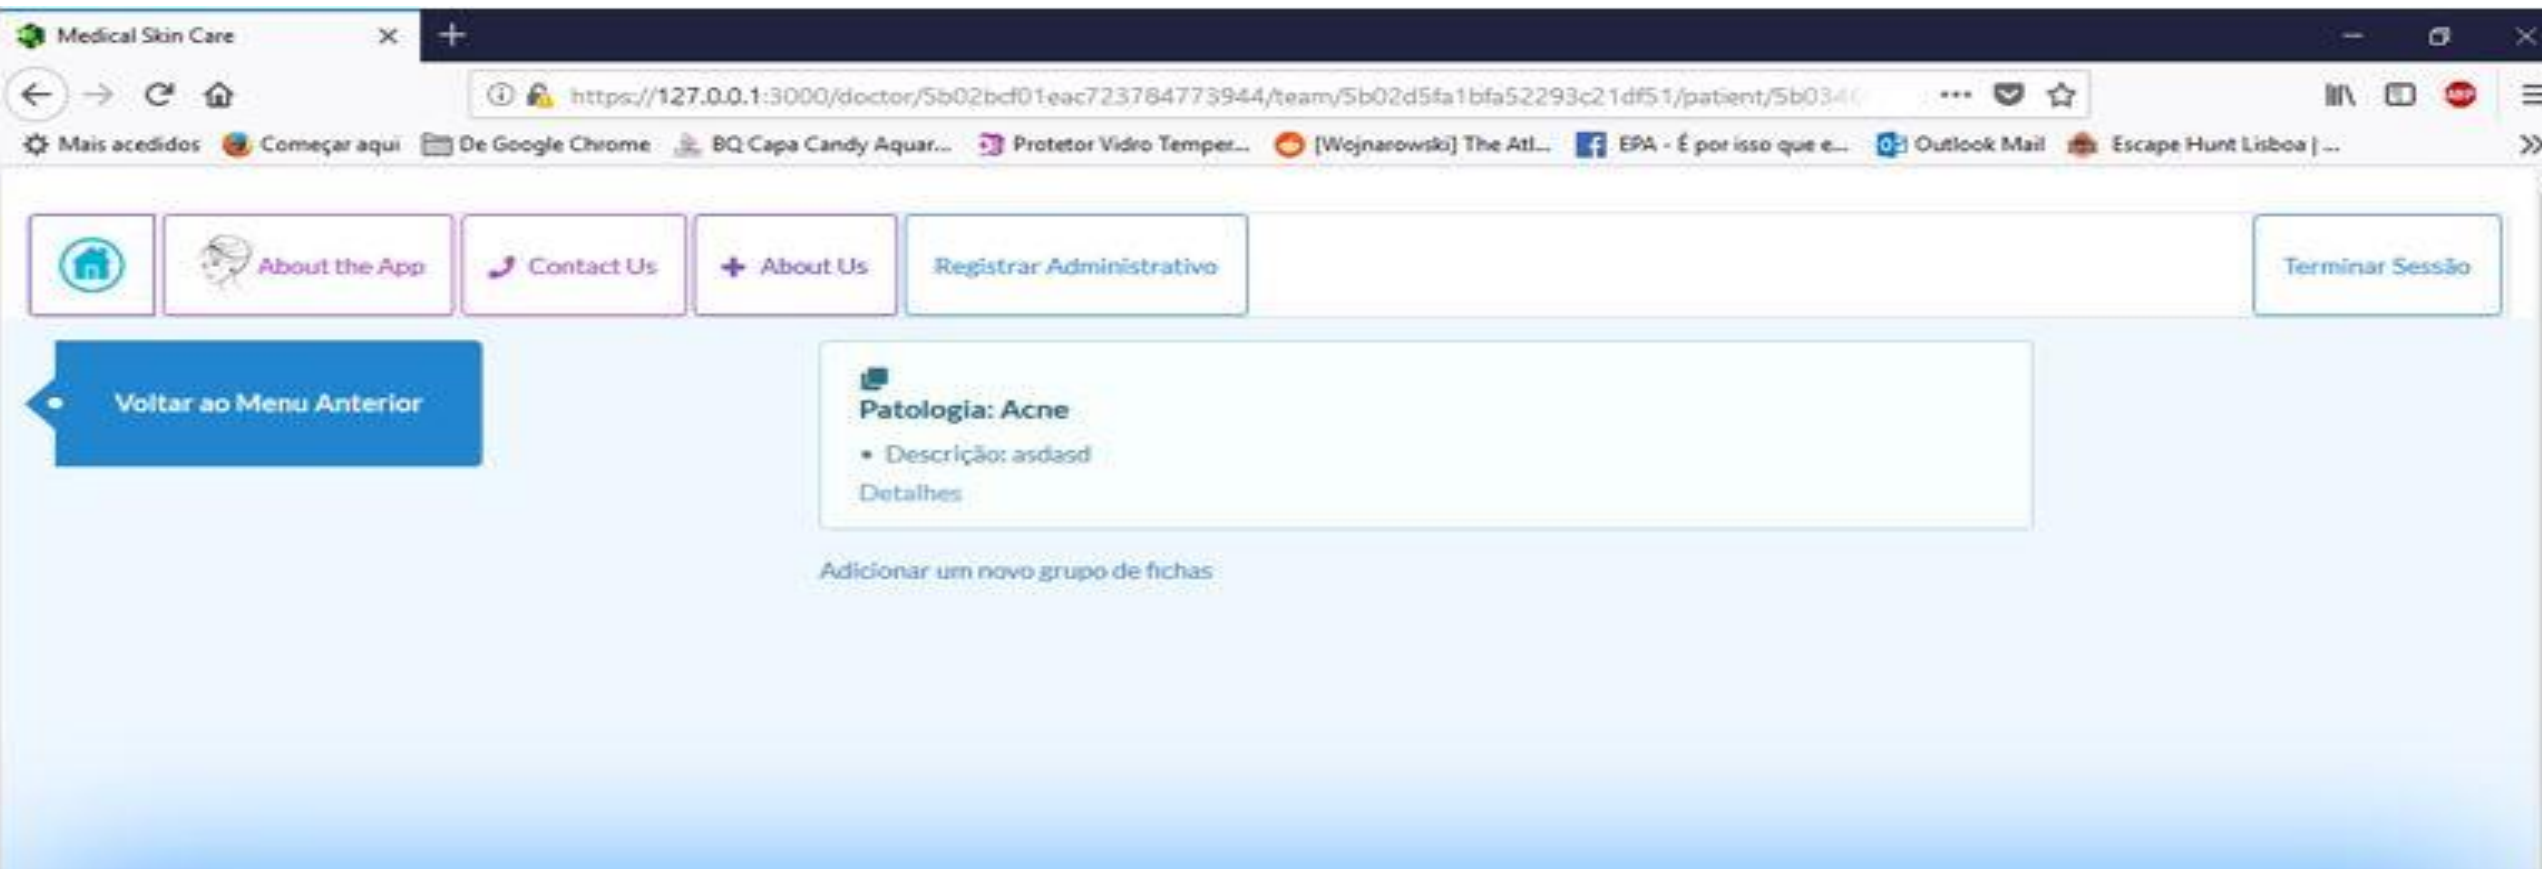 Medical Skin Care
https://127.0.0.1:3000/doctor/5b02bcf01eac723784773944/team/5b02d5fa1bfa52293c21df51/patient/5b034
Mais acedidos Começar aqui De Google Chrome BQ Capa Candy Aquar... Protetor Vidro Temper... [Wojnarowski] The Atl... EPA - É por isso que e... Outlook Mail Escape Hunt Lisboa | ...
About the App Contact Us About Us Registrar Administrativo Terminar Sessão
Voltar ao Menu Anterior
Patologia: Acne
• Descrição: asdasd
Detalhes
Adicionar um novo grupo de fichas